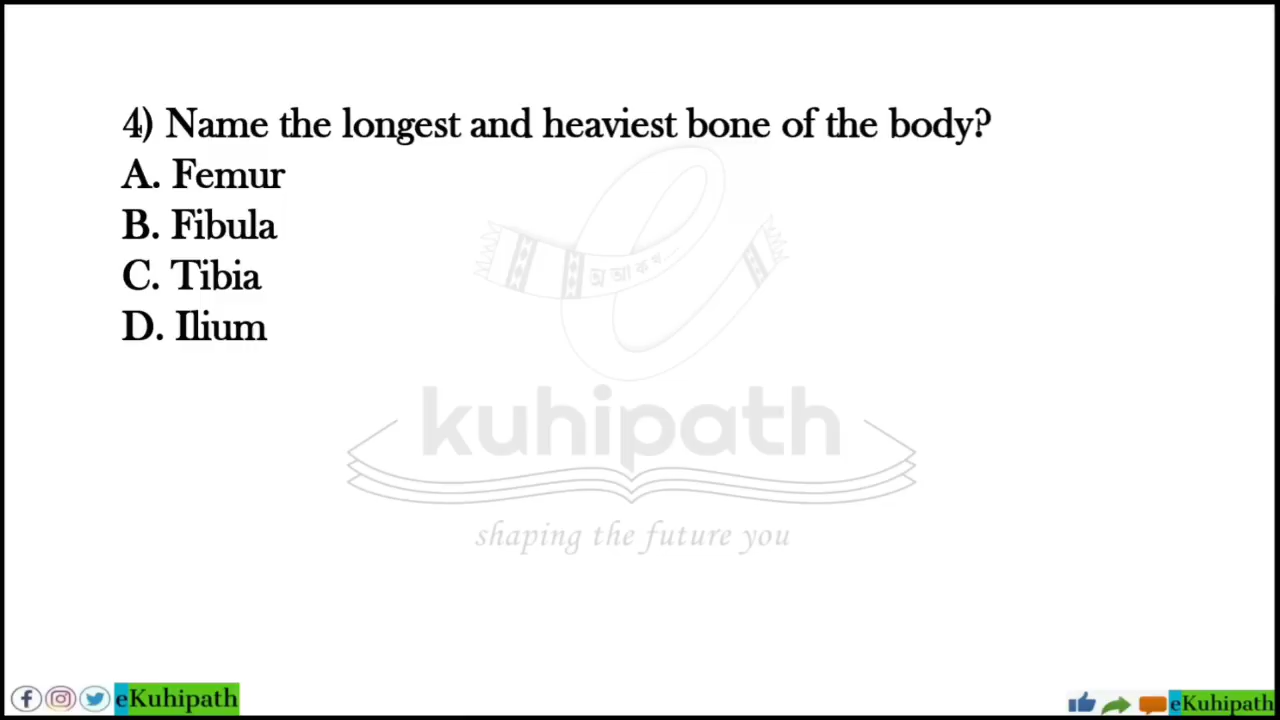 4) Name the longest and heaviest bone of the body?
A. Femur
B. Fibula
C. Tibia
D. Ilium
অ আ ক খ
kuhipath
shaping the future you
eKuhipath
eKuhipath